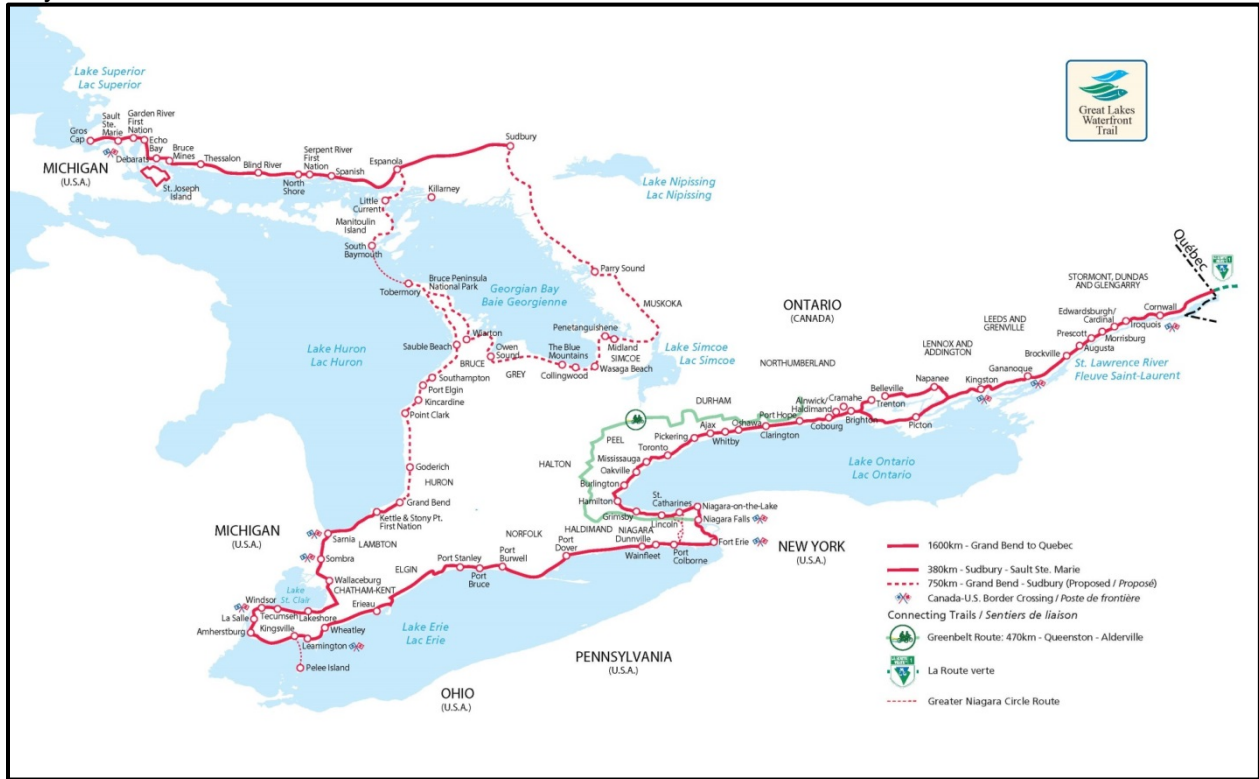 Lake Superior
Lac Superior
Gros
Cap
Sault
Ste.
Marie
Garden River
First
Nation
Echo
Bay
Debarats
Bruce
Mines
Thessalon
Blind River
Serpent River
First
Nation
North
Shore
Spanish
Espanola
Sudbury
MICHIGAN
(U.S.A.)
St. Joseph
Island
Little
Current
Killarney
Manitoulin
Island
South
Baymouth
Lake Nipissing
Lac Nipissing
Great Lakes
Waterfront
Trail
Tobermory
Bruce Peninsula
National Park
Georgian Bay
Baie Georgienne
Parry Sound
MUSKOKA
ONTARIO
(CANADA)
Québec
STORMONT, DUNDAS
AND GLENGARRY
Lake Huron
Lac Huron
Sauble Beach
Wiarton
BRUCE
Owen
Sound
GREY
The Blue
Mountains
Collingwood
Penetanguishene
Midland
SIMCOE
Wasaga Beach
Lake Simcoe
Lac Simcoe
NORTHUMBERLAND
LENNOX AND
ADDINGTON
LEEDS AND
GRENVILLE
Edwardsburgh/
Cardinal
Cornwall
Iroquois
Morrisburg
Prescott
Augusta
Brockville
St. Lawrence River
Fleuve Saint-Laurent
Gananoque
Kingston
Napanee
Belleville
Trenton
Picton
Alnwick/
Haldimand
Cramahe
Brighton
Cobourg
Port Hope
Clarington
Oshawa
Whitby
Ajax
Pickering
Toronto
DURHAM
PEEL
HALTON
Mississauga
Oakville
Burlington
Hamilton
Grimsby
Lincoln
St.
Catharines
Niagara-on-the-Lake
Niagara Falls
Fort Erie
Lake Ontario
Lac Ontario
Southampton
Port Elgin
Kincardine
Point Clark
Goderich
HURON
Grand Bend
Kettle & Stony Pt.
First Nation
MICHIGAN
(U.S.A.)
Sarnia
LAMBTON
Sombra
Wallaceburg
CHATHAM-KENT
Lake
St. Clair
Windsor
La Salle
Tecumseh
Lakeshore
Amherstburg
Kingsville
Leamington
Wheatley
Pelee Island
Erieau
ELGIN
Port Stanley
Port
Bruce
Port
Burwell
NORFOLK
Port
Dover
HALDIMAND
NIAGARA
Dunnville
Wainfleet
Port
Colborne
NEW YORK
(U.S.A.)
Lake Erie
Lac Erie
PENNSYLVANIA
(U.S.A.)
OHIO
(U.S.A.)
1600km - Grand Bend to Quebec
380km - Sudbury - Sault Ste. Marie
750km - Grand Bend - Sudbury (Proposed / Proposé)
Canada-U.S. Border Crossing / Poste de frontière
Connecting Trails / Sentiers de liaison
Greenbelt Route: 470km - Queenston - Alderville
La Route verte
Greater Niagara Circle Route